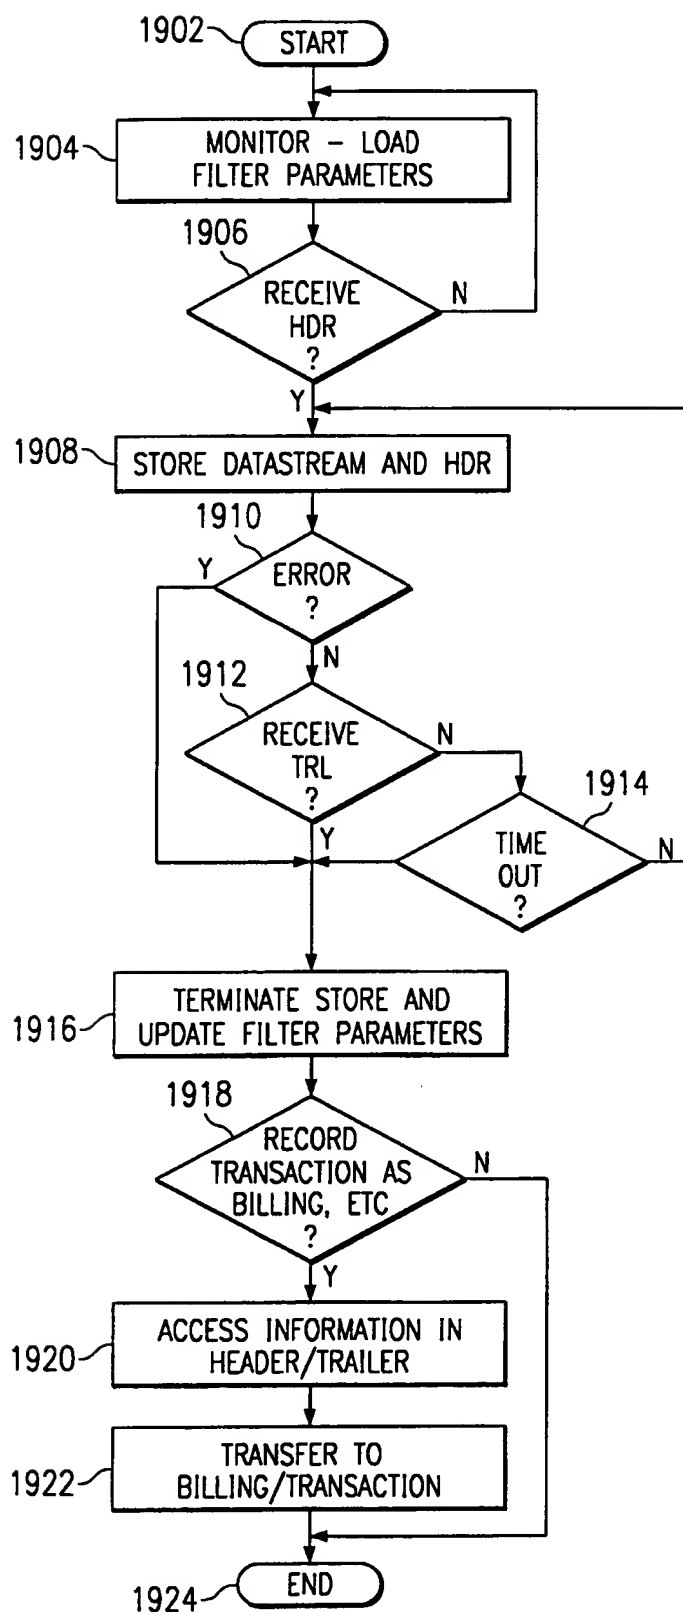 1902
START
1904
MONITOR - LOAD
FILTER PARAMETERS
1906
RECEIVE
HDR
?
N
Y
1908
STORE DATASTREAM AND HDR
1910
ERROR
?
Y
N
1912
RECEIVE
TRL
?
N
Y
1914
TIME
OUT
?
N
1916
TERMINATE STORE AND
UPDATE FILTER PARAMETERS
1918
RECORD
TRANSACTION AS
BILLING, ETC
?
N
Y
1920
ACCESS INFORMATION IN
HEADER/TRAILER
1922
TRANSFER TO
BILLING/TRANSACTION
1924
END